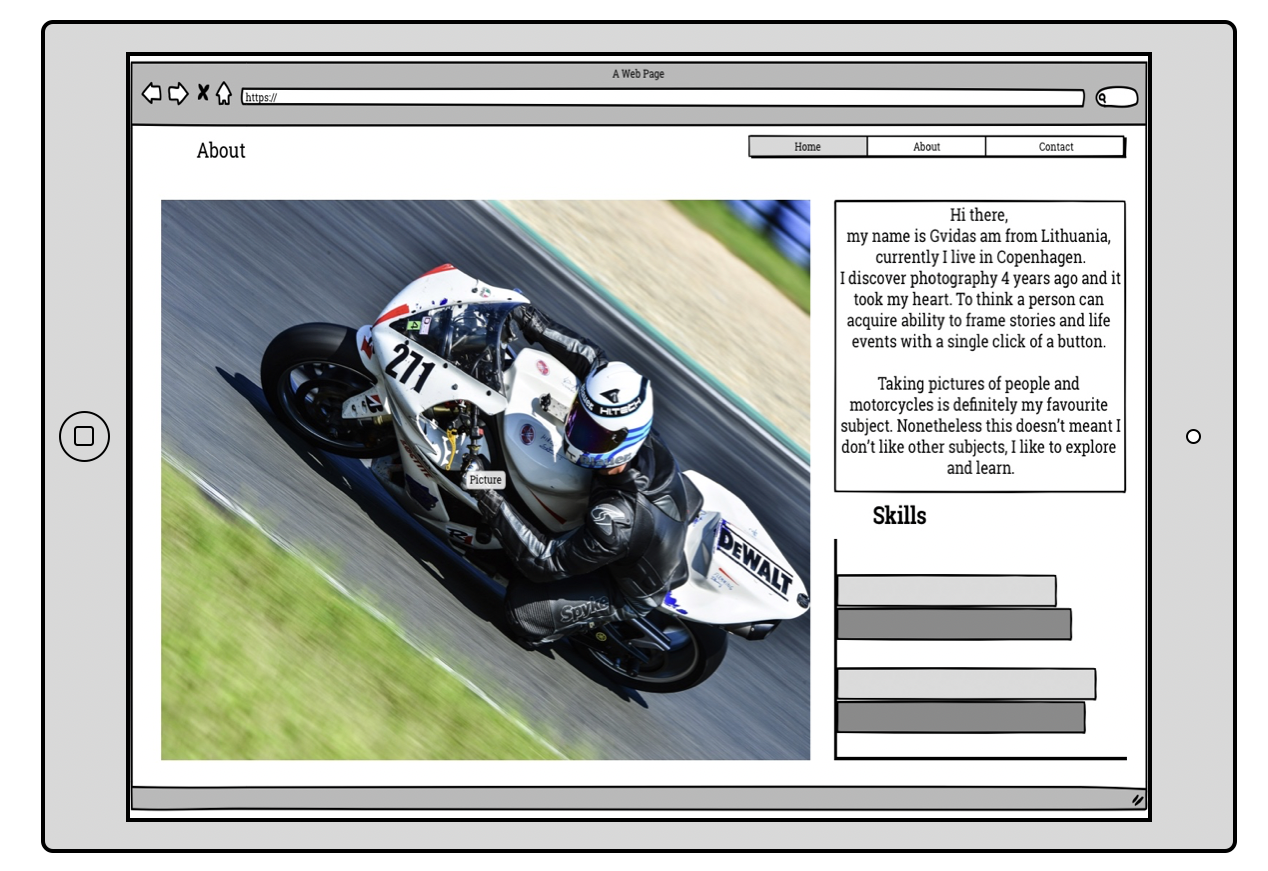 A Web Page
https://
About
Home
About
Contact
271
HITECH
Picture
DEWALT
Spyke
Hi there,
my name is Gvidas am from Lithuania,
currently I live in Copenhagen.
I discover photography 4 years ago and it
took my heart. To think a person can
acquire ability to frame stories and life
events with a single click of a button.
Taking pictures of people and
motorcycles is definitely my favourite
subject. Nonetheless this doesn't meant I
don't like other subjects, I like to explore
and learn.
Skills